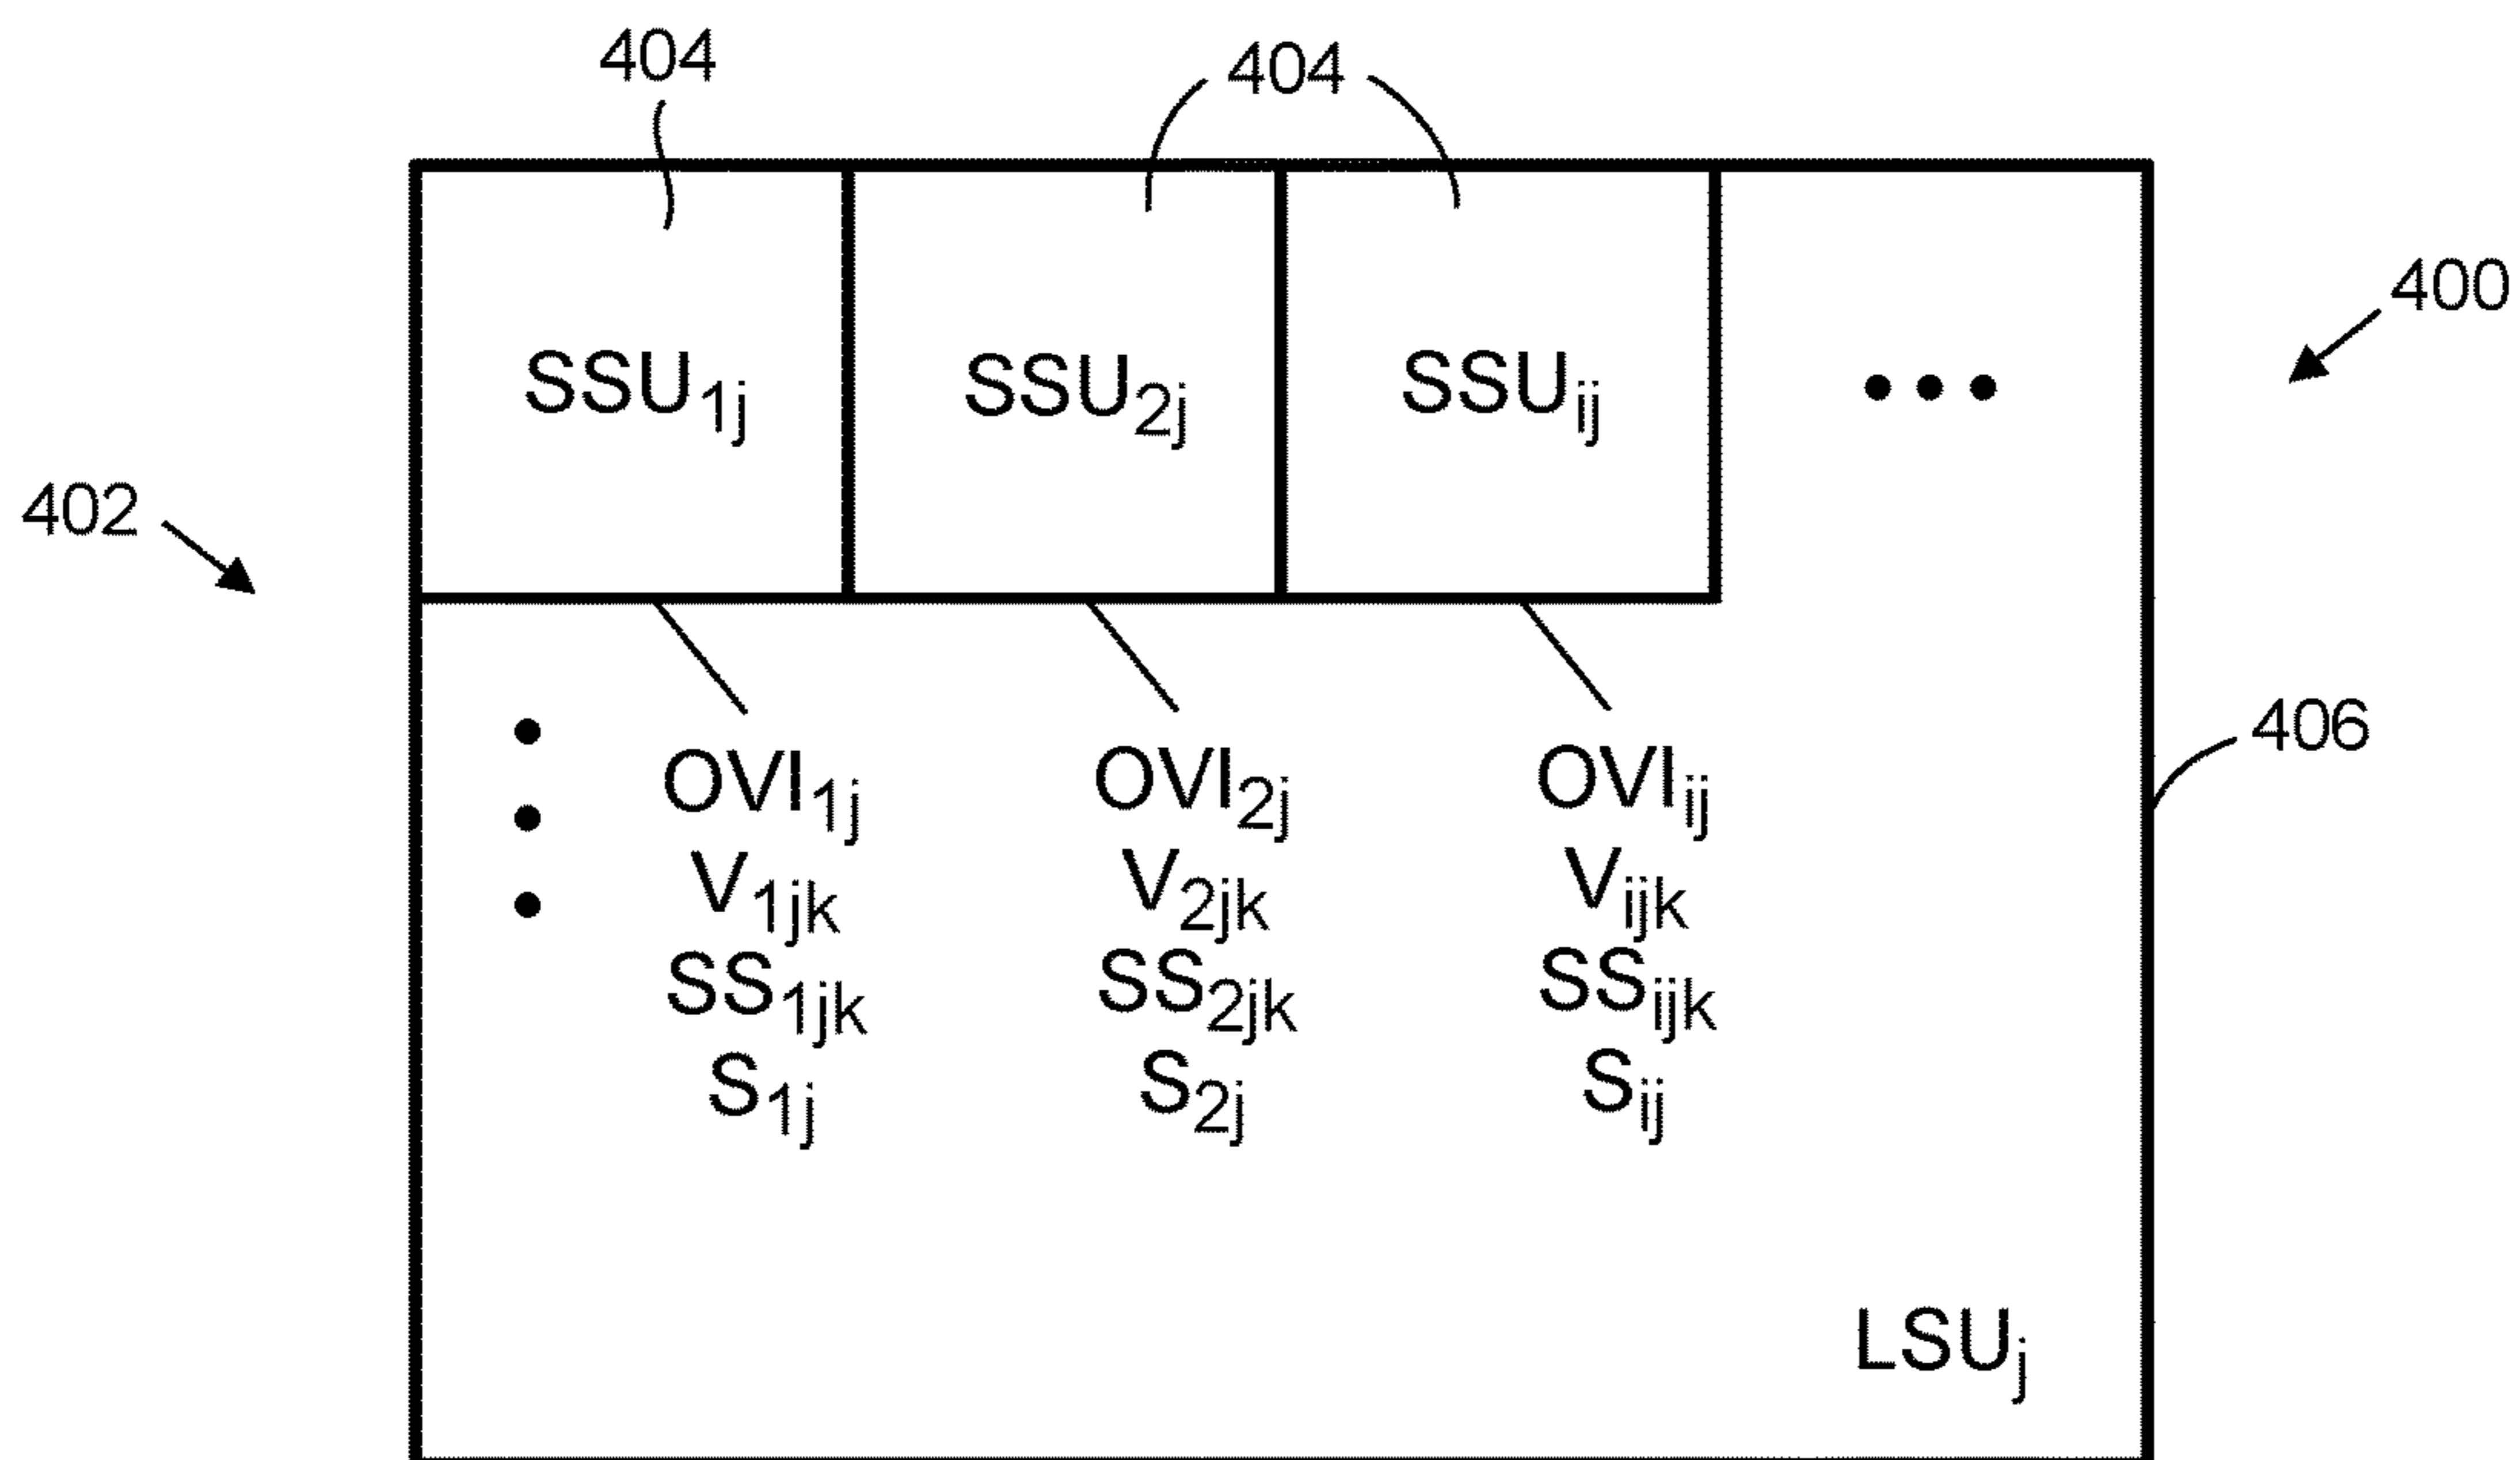 404 404
SSU1j SSU2j SSUij •••
400
402
406
OVI1j OVI2j OVIij
V1jk V2jk Vijk
SS1jk SS2jk SSijk
S1j S2j Sij
LSUj